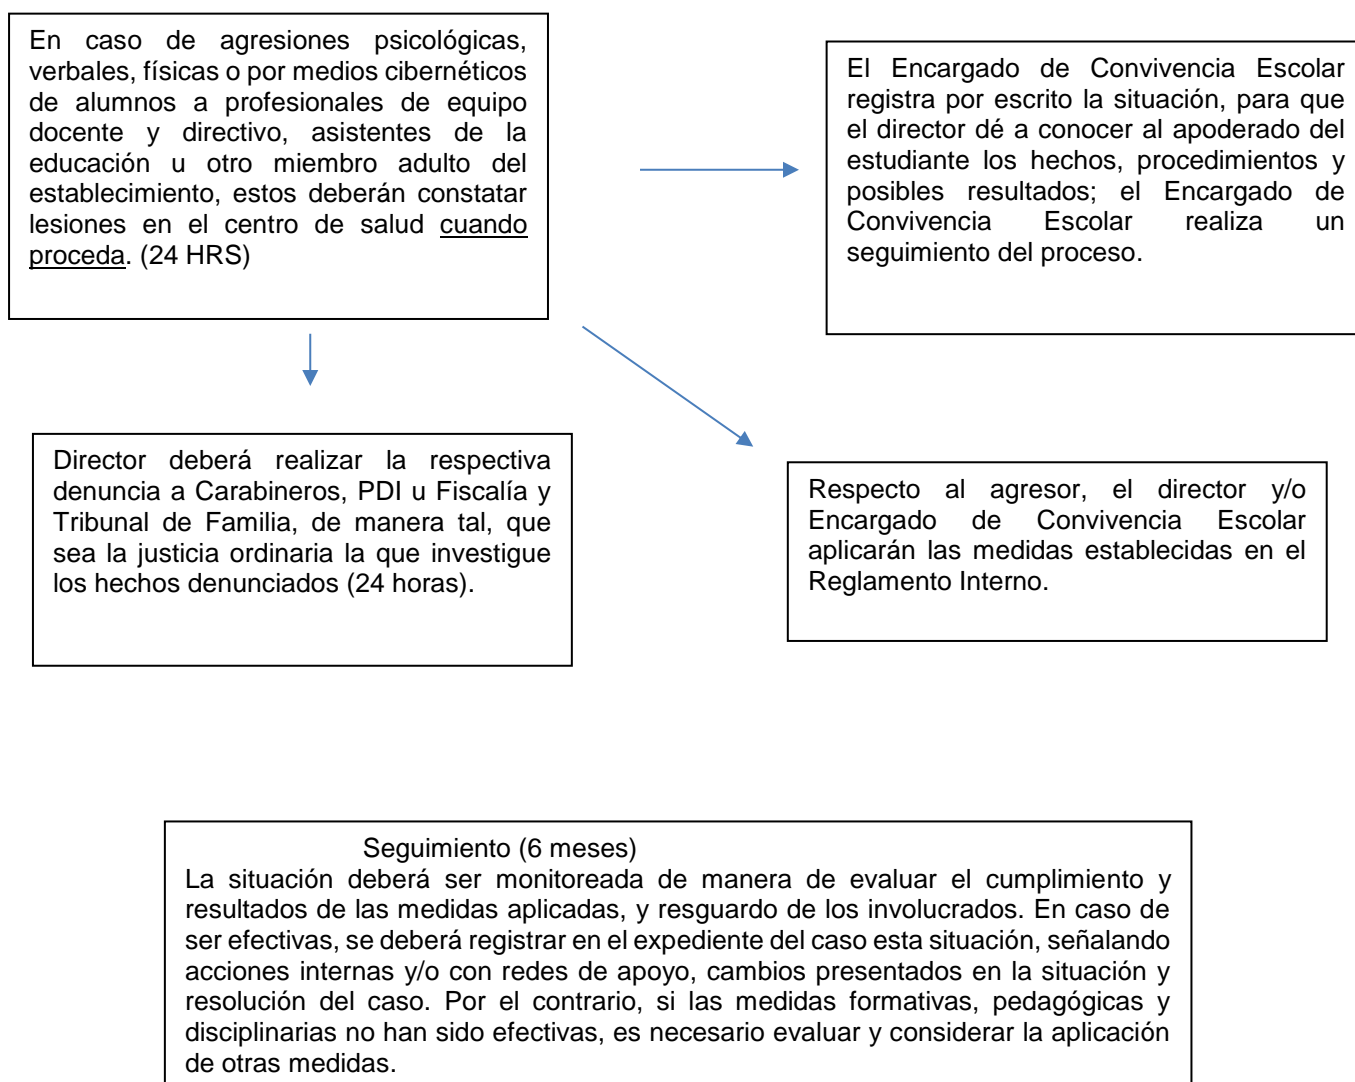 En caso de agresiones psicológicas,
verbales, físicas o por medios cibernéticos
de alumnos a profesionales de equipo
docente y directivo, asistentes de la
educación u otro miembro adulto del
establecimiento, estos deberán constatar
lesiones en el centro de salud cuando
proceda. (24 HRS)
El Encargado de Convivencia Escolar
registra por escrito la situación, para que
el director dé a conocer al apoderado del
estudiante los hechos, procedimientos y
posibles resultados; el Encargado de
Convivencia Escolar realiza un
seguimiento del proceso.
Director deberá realizar la respectiva
denuncia a Carabineros, PDI u Fiscalía y
Tribunal de Familia, de manera tal, que
sea la justicia ordinaria la que investigue
los hechos denunciados (24 horas).
Respecto al agresor, el director y/o
Encargado de Convivencia Escolar
aplicarán las medidas establecidas en el
Reglamento Interno.
Seguimiento (6 meses)
La situación deberá ser monitoreada de manera de evaluar el cumplimiento y
resultados de las medidas aplicadas, y resguardo de los involucrados. En caso de
ser efectivas, se deberá registrar en el expediente del caso esta situación, señalando
acciones internas y/o con redes de apoyo, cambios presentados en la situación y
resolución del caso. Por el contrario, si las medidas formativas, pedagógicas y
disciplinarias no han sido efectivas, es necesario evaluar y considerar la aplicación
de otras medidas.